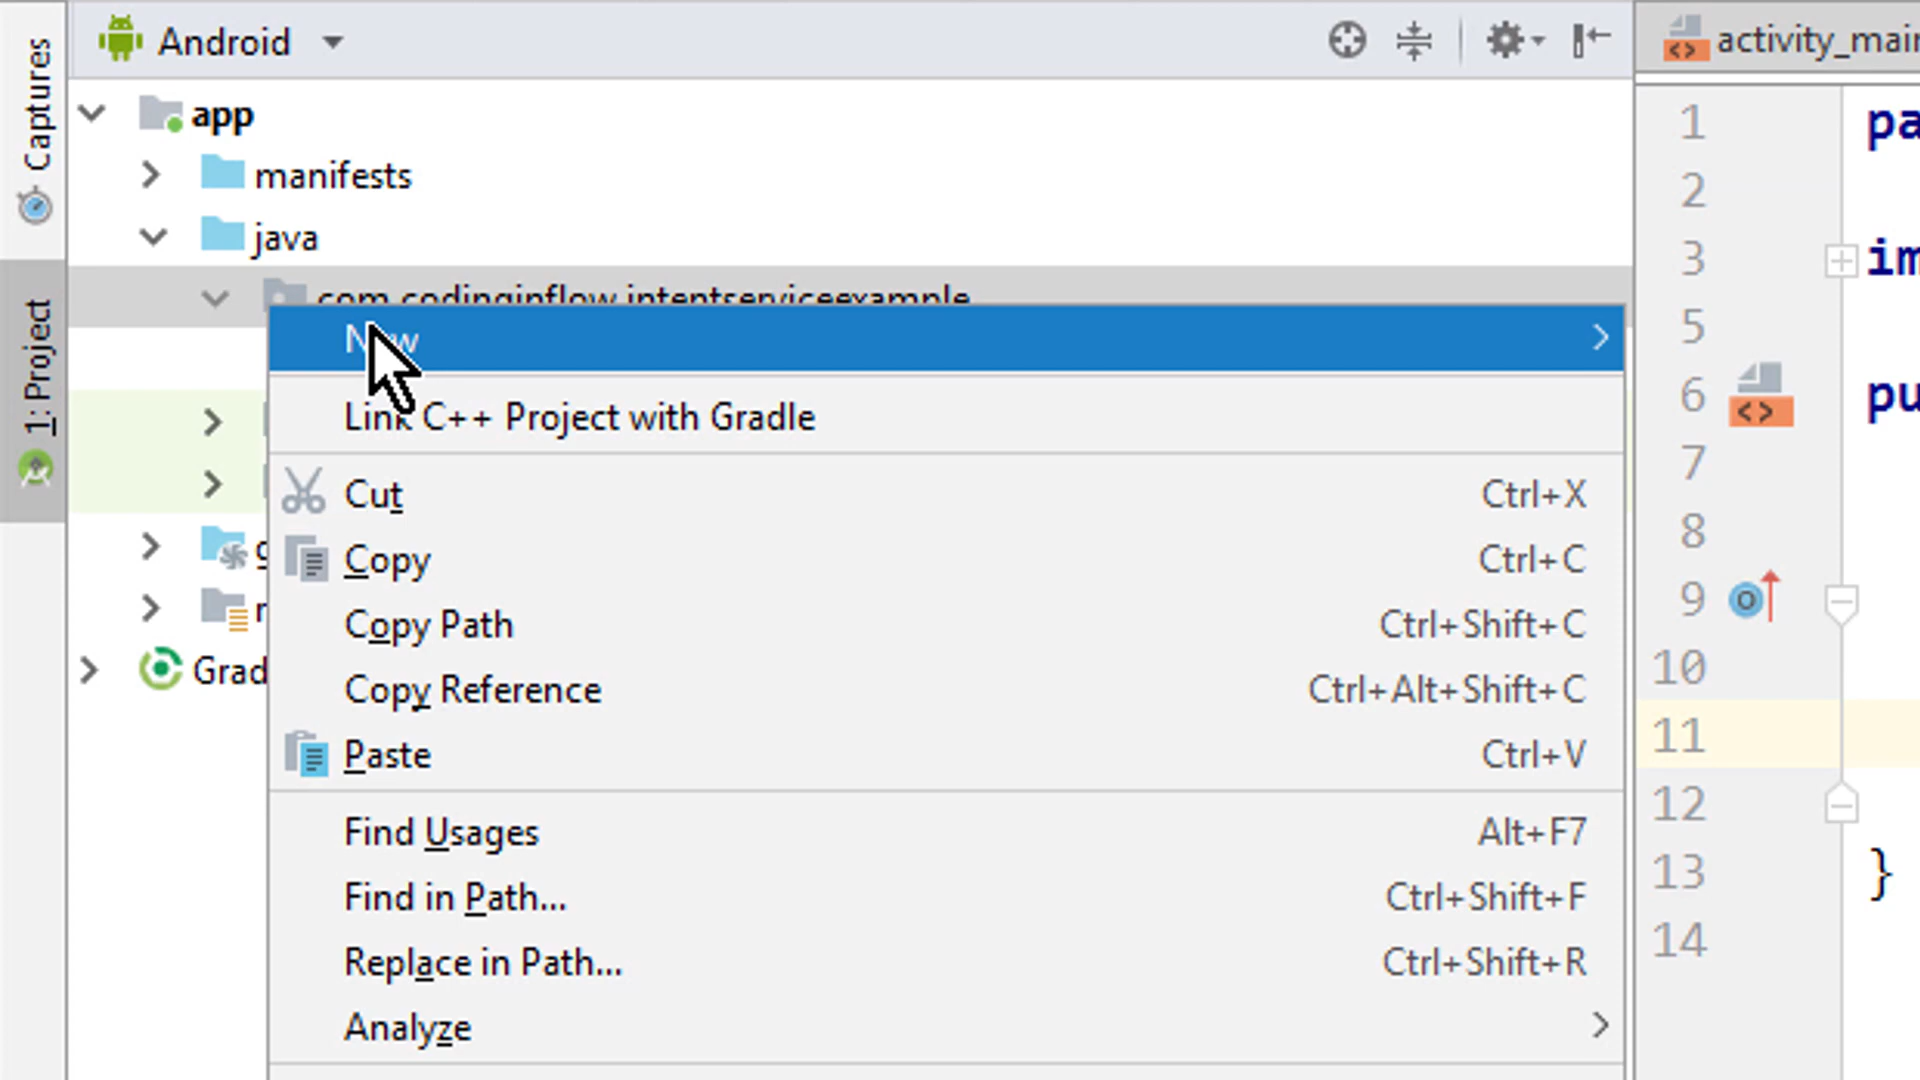 Captures
1: Project
Android
app
manifests
java
com.codinginflow.intentserviceexample
Grad
New
Link C++ Project with Gradle
Cut Ctrl+X
Copy Ctrl+C
Copy Path Ctrl+Shift+C
Copy Reference Ctrl+Alt+Shift+C
Paste Ctrl+V
Find Usages Alt+F7
Find in Path... Ctrl+Shift+F
Replace in Path... Ctrl+Shift+R
Analyze
activity_main
1 pa
2
3 im
5
6 pu
7
8
9
10
11
12
13 }
14